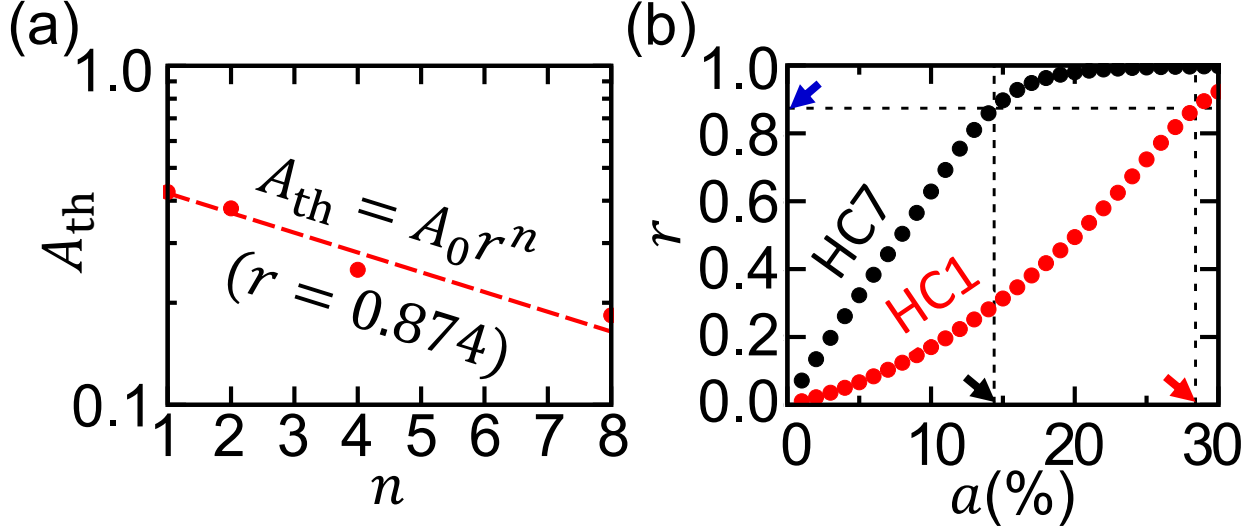 (a)
1.0
A_th
0.1
A_th = A_0 r^n
(r = 0.874)
1 2 3 4 5 6 7 8
n
(b)
1.0
0.8
0.6
r
0.4
0.2
0.0
HC7
HC1
0 10 20 30
a(%)